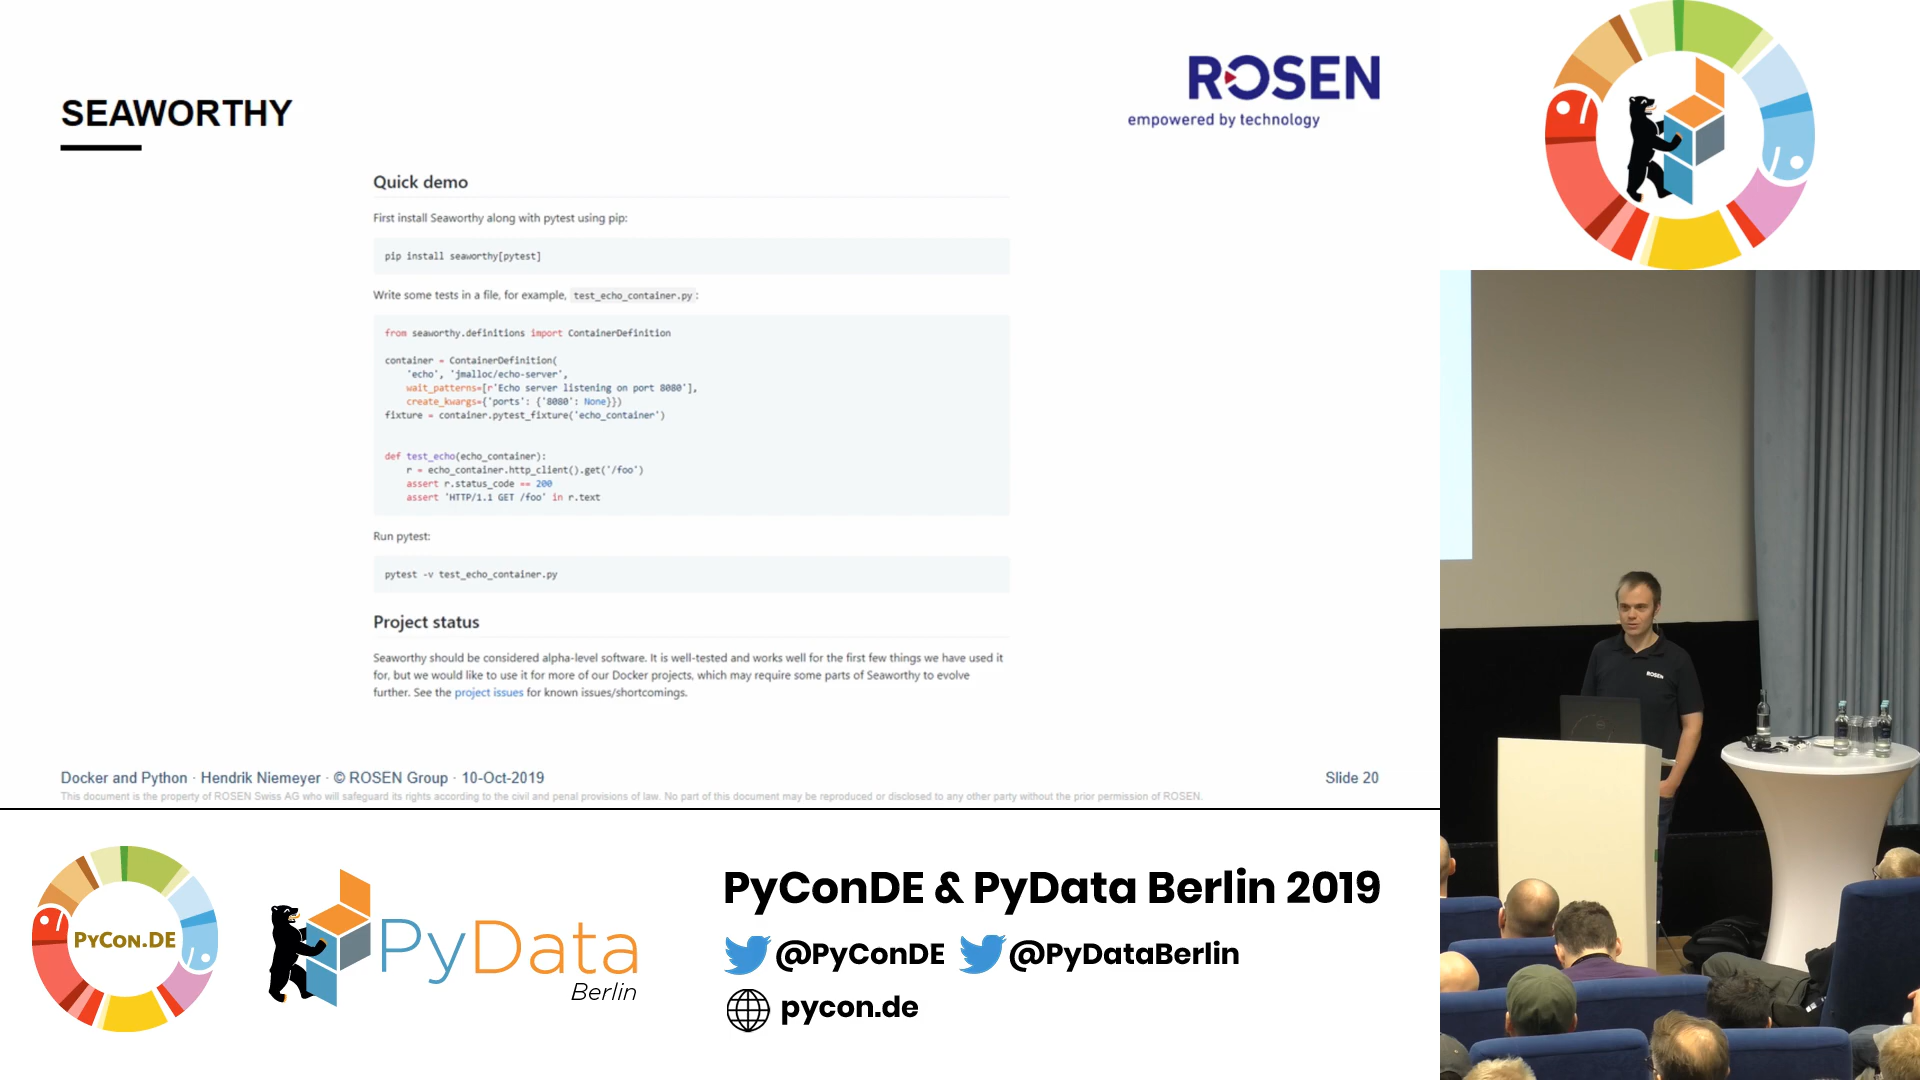 SEAWORTHY
ROSEN
empowered by technology
Quick demo
First install Seaworthy along with pytest using pip:
pip install seaworthy[pytest]
Write some tests in a file, for example, test_echo_container.py :
from seaworthy.definitions import ContainerDefinition
container = ContainerDefinition(
'echo', 'jmalloc/echo-server',
wait_patterns=[r'Echo server listening on port 8080'],
create_kwargs={'ports': {'8080': None}})
fixture = container.pytest_fixture('echo_container')
def test_echo(echo_container):
r = echo_container.http_client().get('/foo')
assert r.status_code == 200
assert 'HTTP/1.1 GET /foo' in r.text
Run pytest:
pytest -v test_echo_container.py
Project status
Seaworthy should be considered alpha-level software. It is well-tested and works well for the first few things we have used it
for, but we would like to use it for more of our Docker projects, which may require some parts of Seaworthy to evolve
further. See the project issues for known issues/shortcomings.
Docker and Python · Hendrik Niemeyer · © ROSEN Group · 10-Oct-2019
Slide 20
This document is the property of ROSEN Swiss AG who will safeguard its rights according to the civil and penal provisions of law. No part of this document may be reproduced or disclosed to any other party without the prior permission of ROSEN.
ROSEN
PYCON.DE
PyData
Berlin
PyConDE & PyData Berlin 2019
@PyConDE @PyDataBerlin
pycon.de